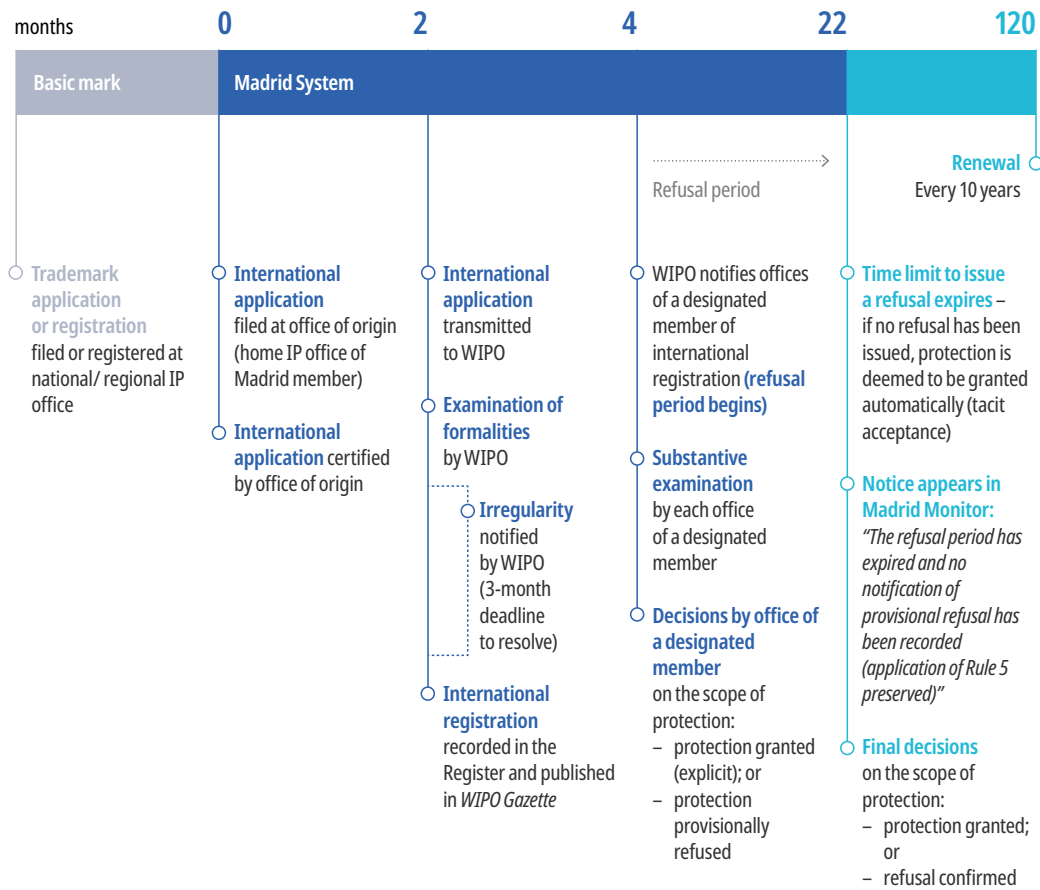 months
0
2
4
22
120
Basic mark
Madrid System
Refusal period
Renewal
Every 10 years
Trademark
application
or registration
filed or registered at
national/ regional IP
office
International
application
filed at office of origin
(home IP office of
Madrid member)
International
application certified
by office of origin
International
application
transmitted
to WIPO
Examination of
formalities
by WIPO
Irregularity
notified
by WIPO
(3-month
deadline
to resolve)
International
registration
recorded in the
Register and published
in WIPO Gazette
WIPO notifies offices
of a designated
member of
international
registration (refusal
period begins)
Substantive
examination
by each office
of a designated
member
Decisions by office of
a designated
member
on the scope of
protection:
– protection granted
(explicit); or
– protection
provisionally
refused
Time limit to issue
a refusal expires –
if no refusal has been
issued, protection is
deemed to be granted
automatically (tacit
acceptance)
Notice appears in
Madrid Monitor:
“The refusal period has
expired and no
notification of
provisional refusal has
been recorded
(application of Rule 5
preserved)”
Final decisions
on the scope of
protection:
– protection granted;
or
– refusal confirmed